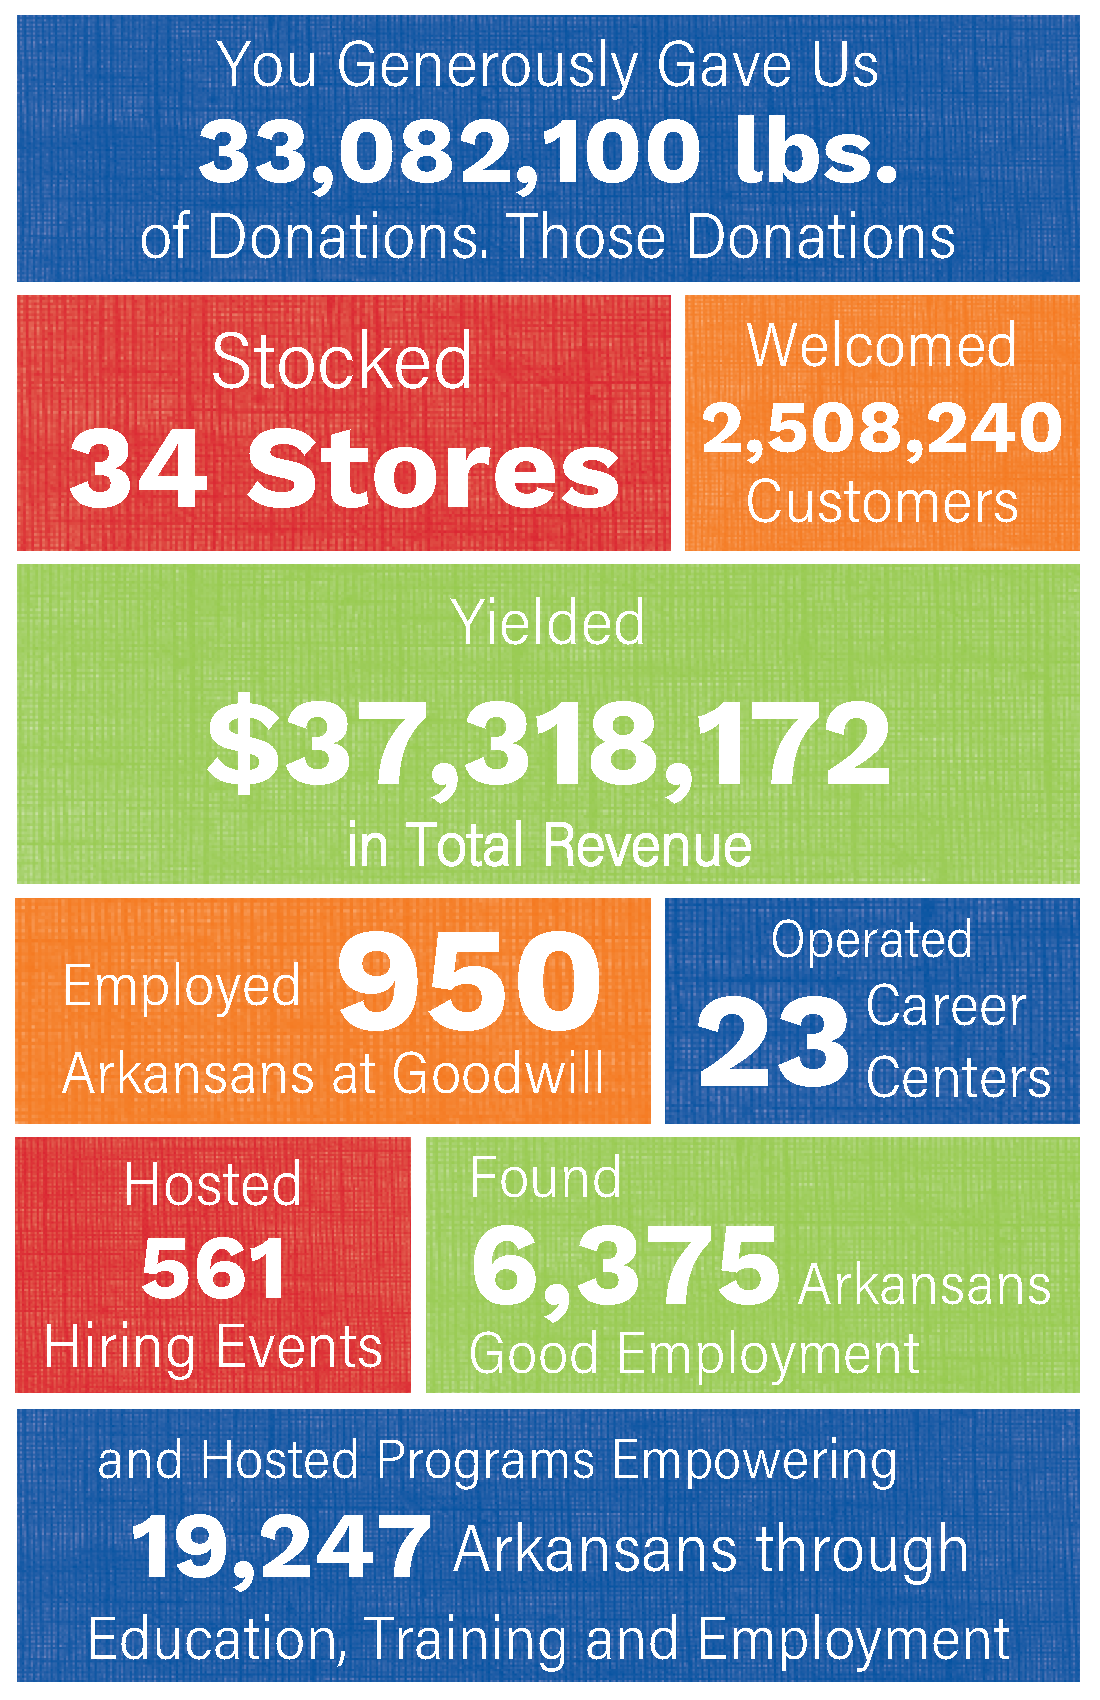 You Generously Gave Us
33,082,100 lbs.
of Donations. Those Donations
Stocked
34 Stores
Welcomed
2,508,240
Customers
Yielded
$37,318,172
in Total Revenue
Employed 950
Arkansans at Goodwill
Operated
23 Career
Centers
Hosted
561
Hiring Events
Found
6,375 Arkansans
Good Employment
and Hosted Programs Empowering
19,247 Arkansans through
Education, Training and Employment